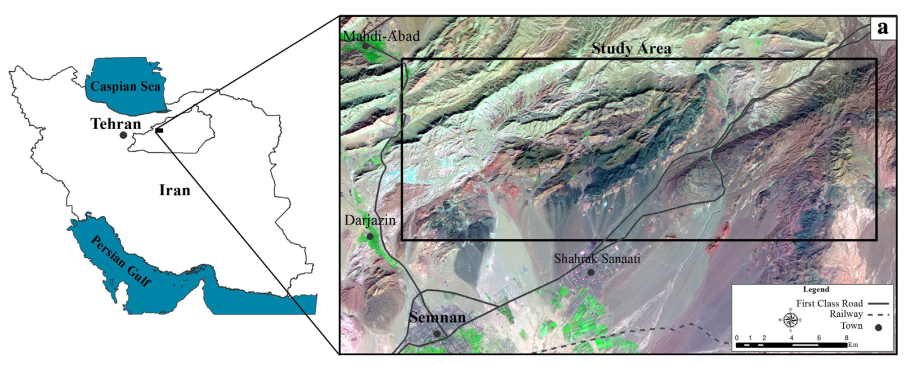 Caspian Sea
Tehran
Iran
Persian Gulf
a
Mahdi-Abad
Study Area
Darjazin
Shahrak Sanaati
Semnan
Legend
First Class Road
Railway
Town
N
W
E
S
0 1 2 4 6 8
Km